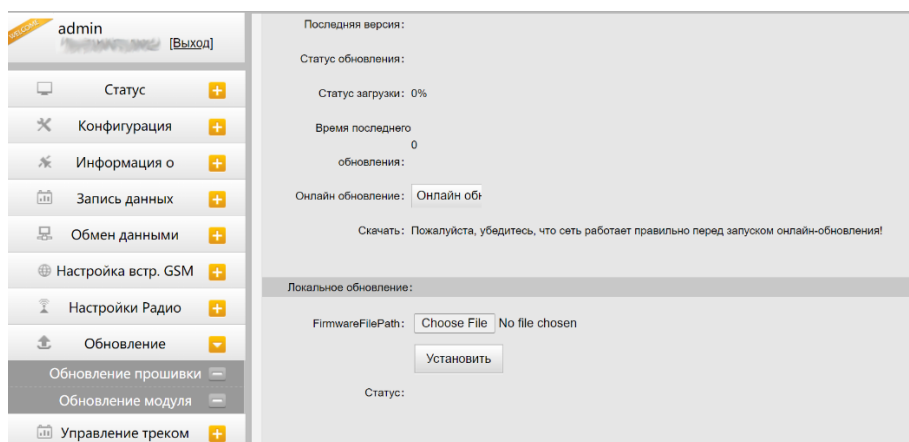 WELCOME
admin
[Выход]
Статус
Конфигурация
Информация о
Запись данных
Обмен данными
Настройка встр. GSM
Настройки Радио
Обновление
Обновление прошивки
Обновление модуля
Управление треком
Последняя версия:
Статус обновления:
Статус загрузки: 0%
Время последнего
0
обновления:
Онлайн обновление: Онлайн обн
Скачать: Пожалуйста, убедитесь, что сеть работает правильно перед запуском онлайн-обновления!
Локальное обновление:
FirmwareFilePath: Choose File No file chosen
Установить
Статус: